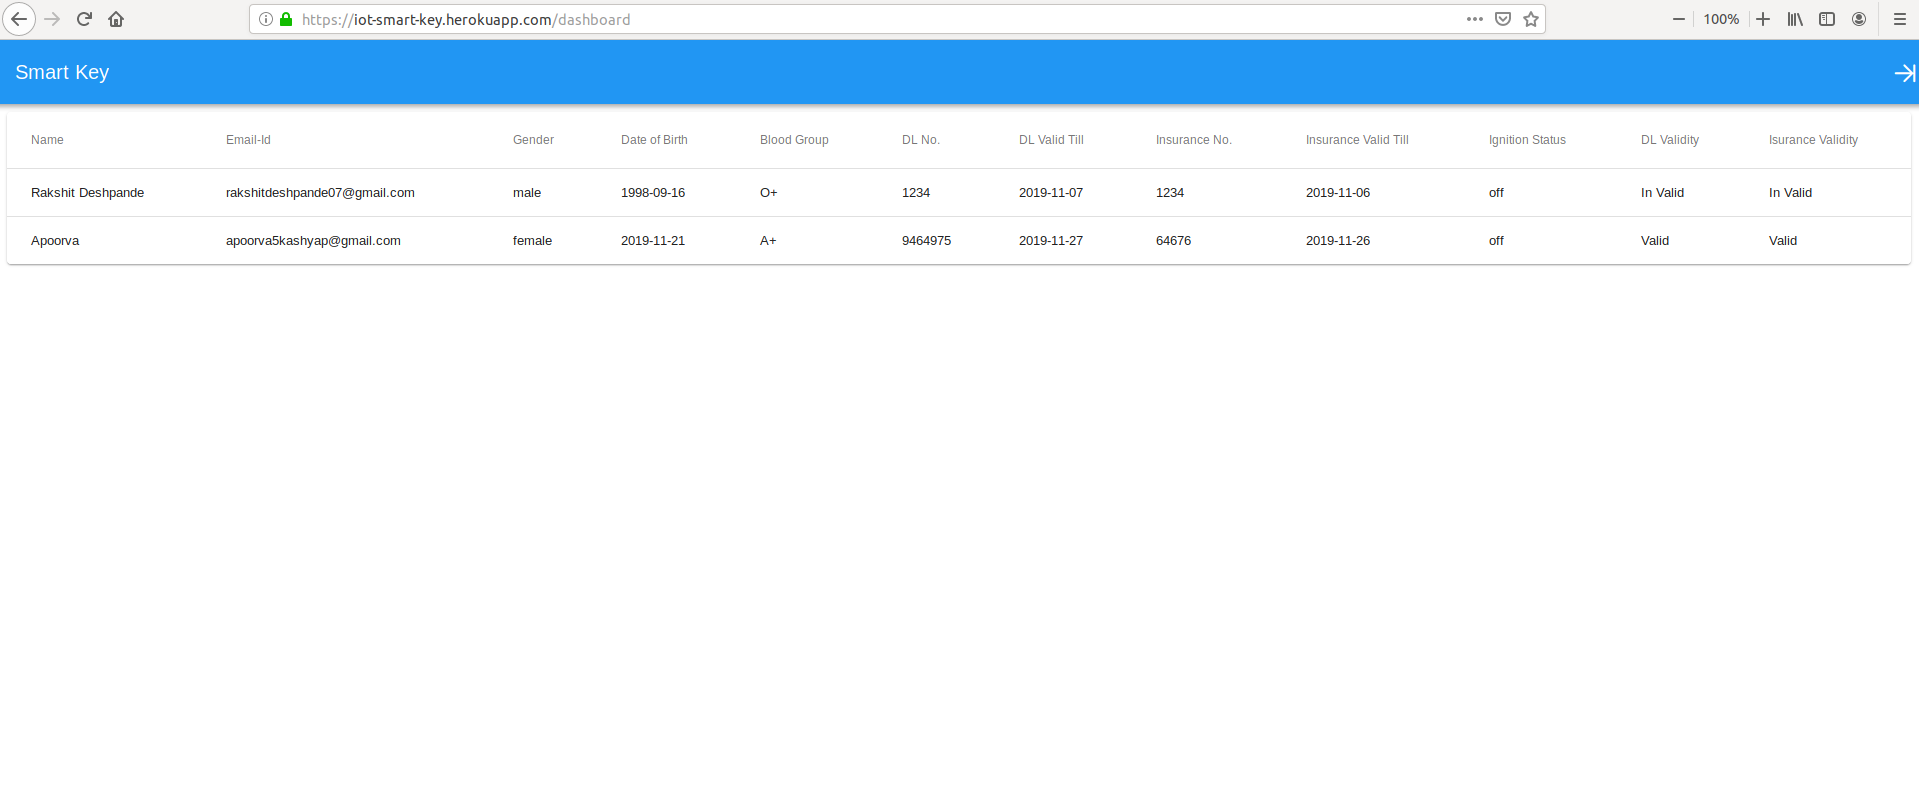 https://iot-smart-key.herokuapp.com/dashboard 100%
Smart Key
Name Email-Id Gender Date of Birth Blood Group DL No. DL Valid Till Insurance No. Insurance Valid Till Ignition Status DL Validity Isurance Validity
Rakshit Deshpande rakshitdeshpande07@gmail.com male 1998-09-16 O+ 1234 2019-11-07 1234 2019-11-06 off In Valid In Valid
Apoorva apoorva5kashyap@gmail.com female 2019-11-21 A+ 9464975 2019-11-27 64676 2019-11-26 off Valid Valid